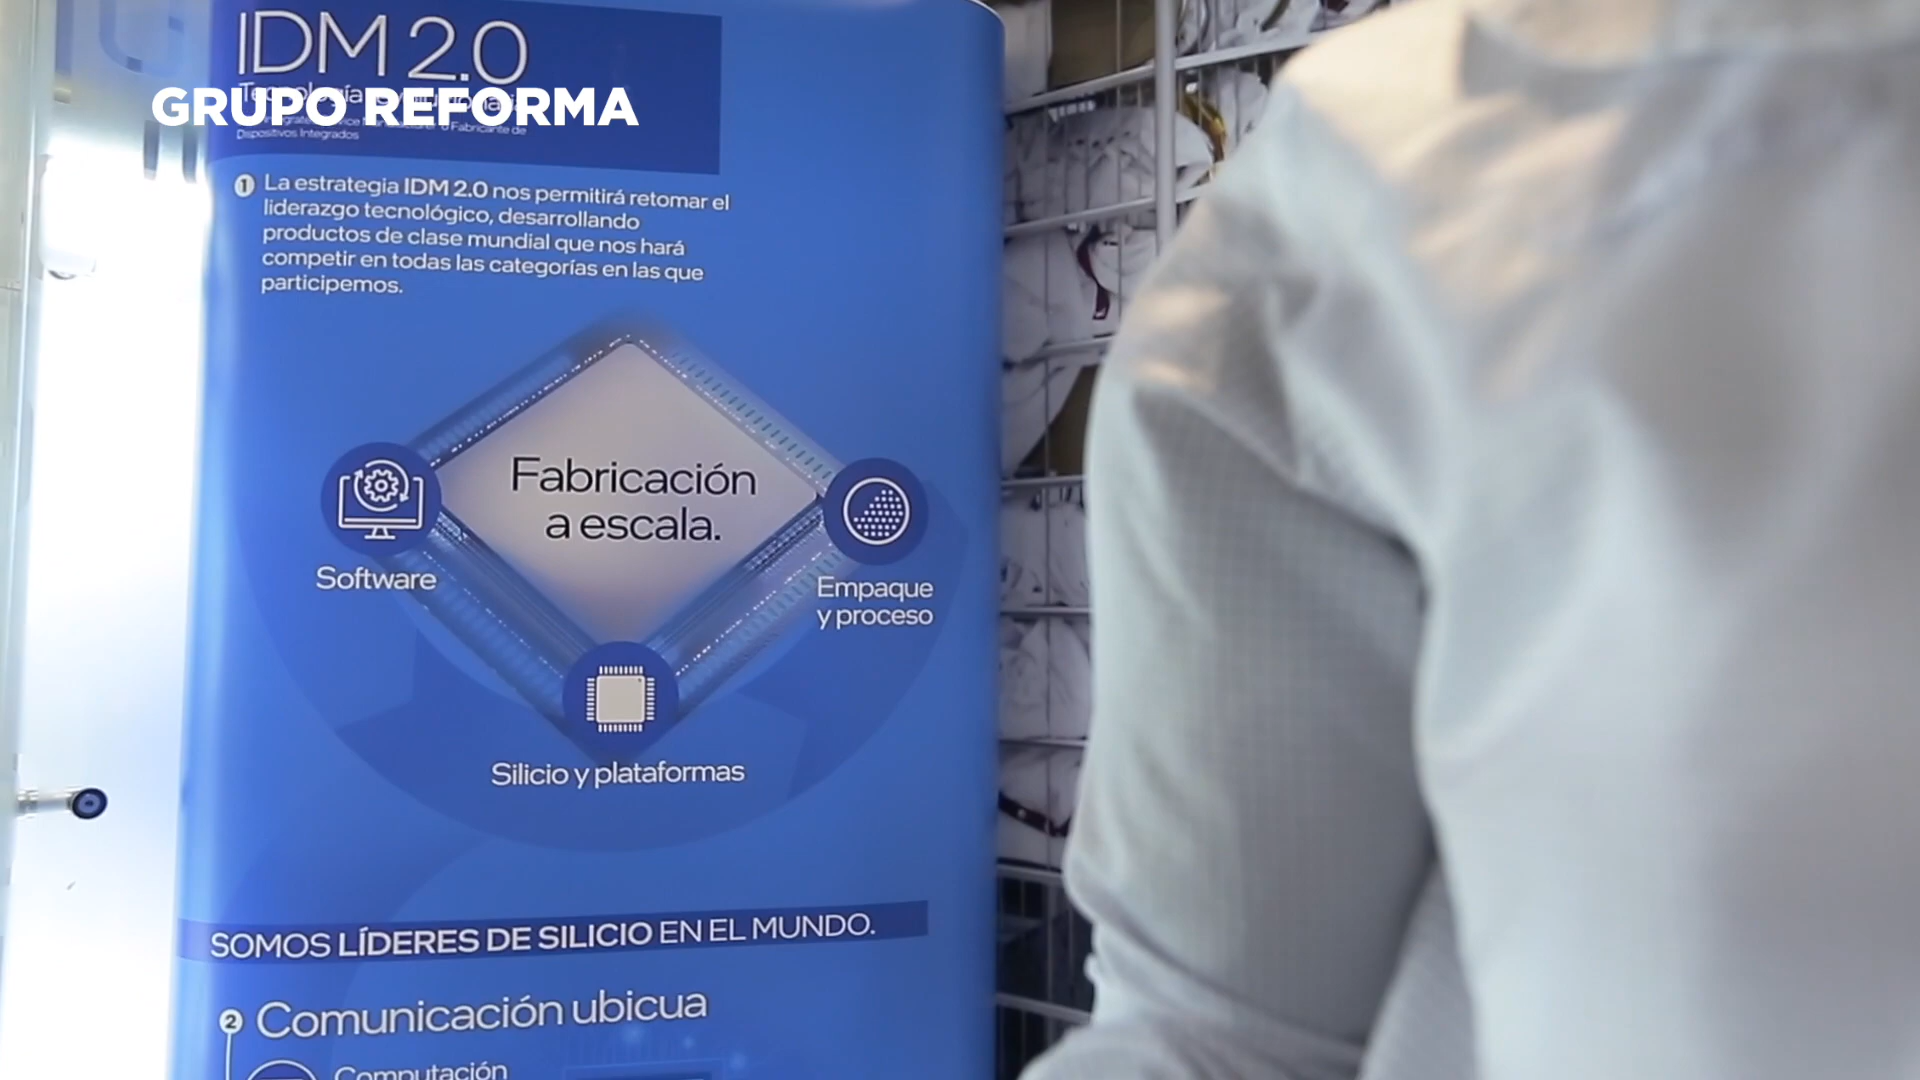 IDM 2.0
GRUPO REFORMA
Dispositivos Integrados
1 La estrategia IDM 2.0 nos permitirá retomar el
liderazgo tecnológico, desarrollando
productos de clase mundial que nos hará
competir en todas las categorías en las que
participemos.
Fabricación
a escala.
Software
Empaque
y proceso
Silicio y plataformas
SOMOS LÍDERES DE SILICIO EN EL MUNDO.
2 Comunicación ubicua
Computación